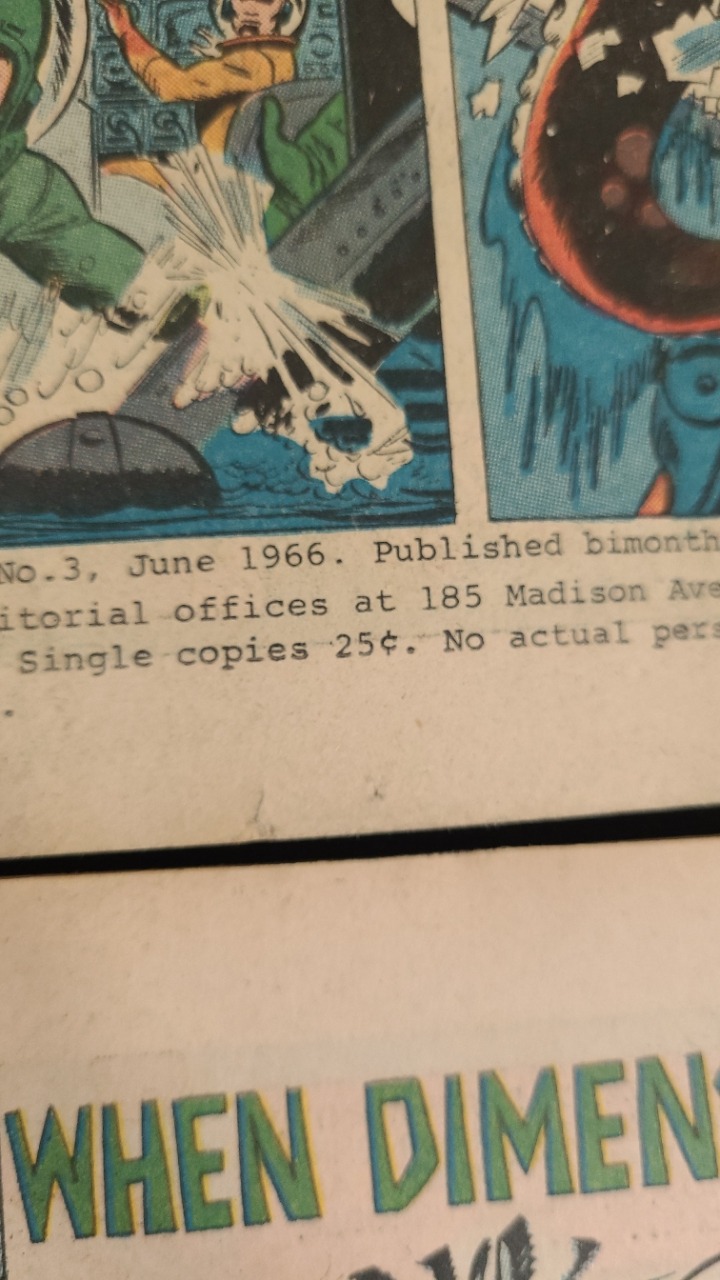 No.3, June 1966. Published bimonth
itorial offices at 185 Madison Ave
Single copies 25¢. No actual pers
.
WHEN DIMENS